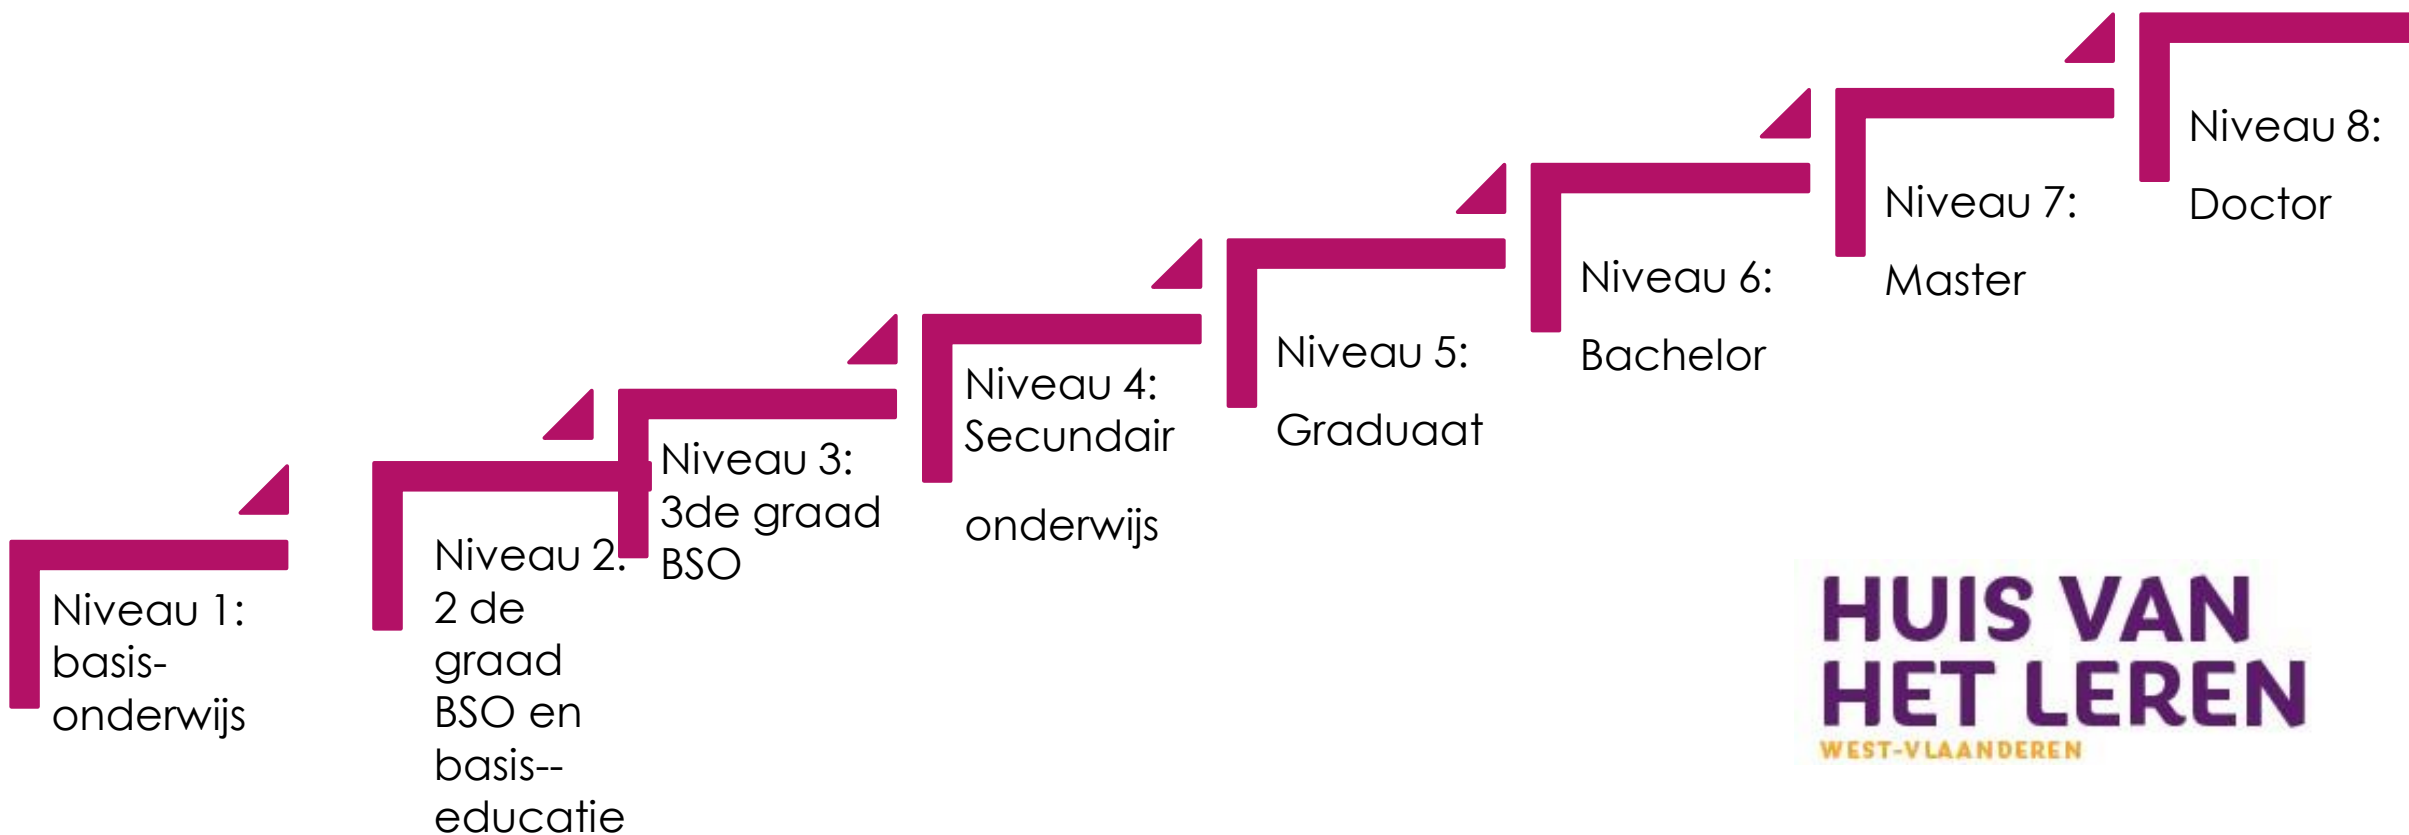 Niveau 1:
basis-
onderwijs
Niveau 2:
2 de
graad
BSO en
basis--
educatie
Niveau 3:
3de graad
BSO
Niveau 4:
Secundair
onderwijs
Niveau 5:
Graduaat
Niveau 6:
Bachelor
Niveau 7:
Master
Niveau 8:
Doctor
HUIS VAN
HET LEREN
WEST-VLAANDEREN